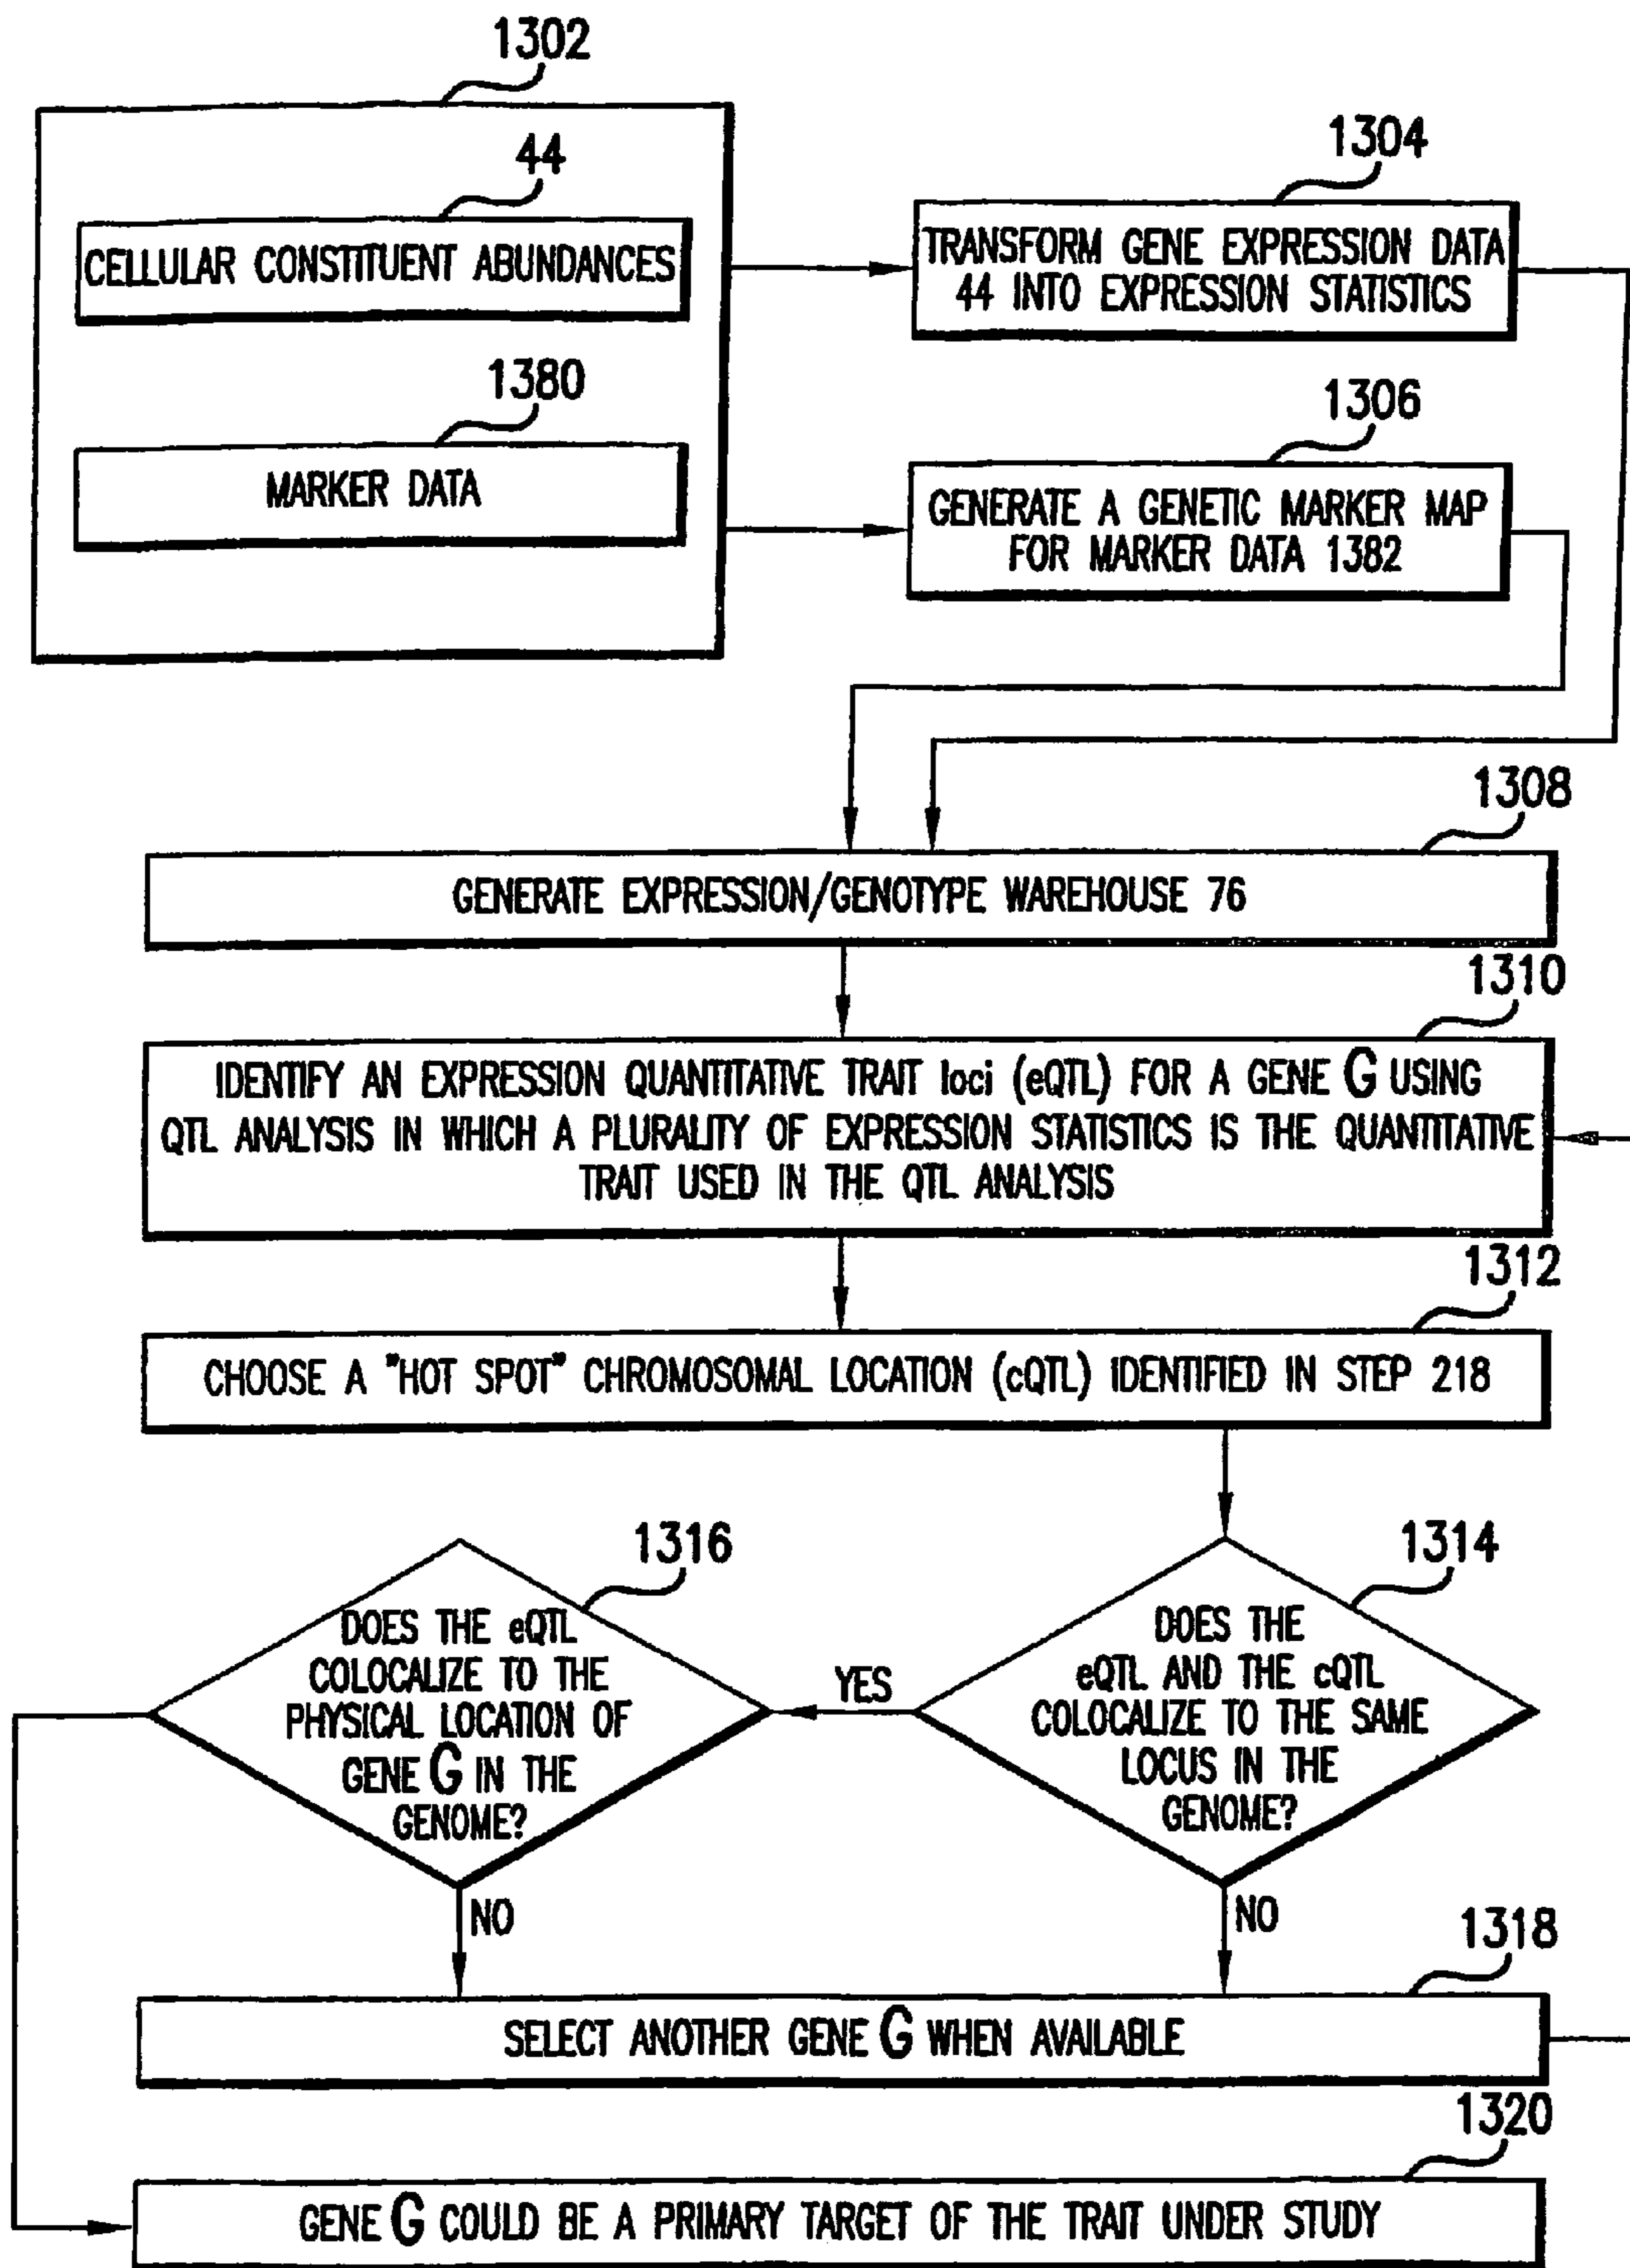 1302
44
CELLULAR CONSTITUENT ABUNDANCES
1380
MARKER DATA
1304
TRANSFORM GENE EXPRESSION DATA
44 INTO EXPRESSION STATISTICS
1306
GENERATE A GENETIC MARKER MAP
FOR MARKER DATA 1382
1308
GENERATE EXPRESSION/GENOTYPE WAREHOUSE 76
1310
IDENTIFY AN EXPRESSION QUANTITATIVE TRAIT loci (eQTL) FOR A GENE G USING
QTL ANALYSIS IN WHICH A PLURALITY OF EXPRESSION STATISTICS IS THE QUANTITATIVE
TRAIT USED IN THE QTL ANALYSIS
1312
CHOOSE A "HOT SPOT" CHROMOSOMAL LOCATION (cQTL) IDENTIFIED IN STEP 218
1314
DOES THE
eQTL AND THE cQTL
COLOCALIZE TO THE SAME
LOCUS IN THE
GENOME?
YES
NO
1316
DOES THE eQTL
COLOCALIZE TO THE
PHYSICAL LOCATION OF
GENE G IN THE
GENOME?
NO
1318
SELECT ANOTHER GENE G WHEN AVAILABLE
1320
GENE G COULD BE A PRIMARY TARGET OF THE TRAIT UNDER STUDY